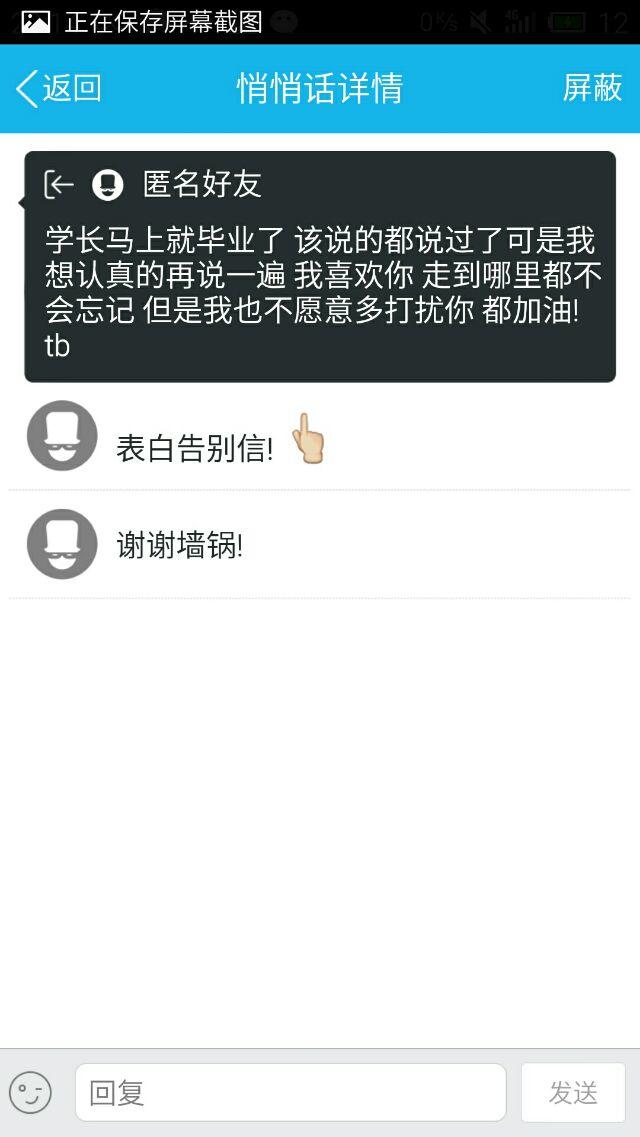 正在保存屏幕截图
0K/s 4G 12
返回 悄悄话详情 屏蔽
匿名好友
学长马上就毕业了 该说的都说过了可是我
想认真的再说一遍 我喜欢你 走到哪里都不
会忘记 但是我也不愿意多打扰你 都加油!
tb
表白告别信!
谢谢墙锅!
回复 发送